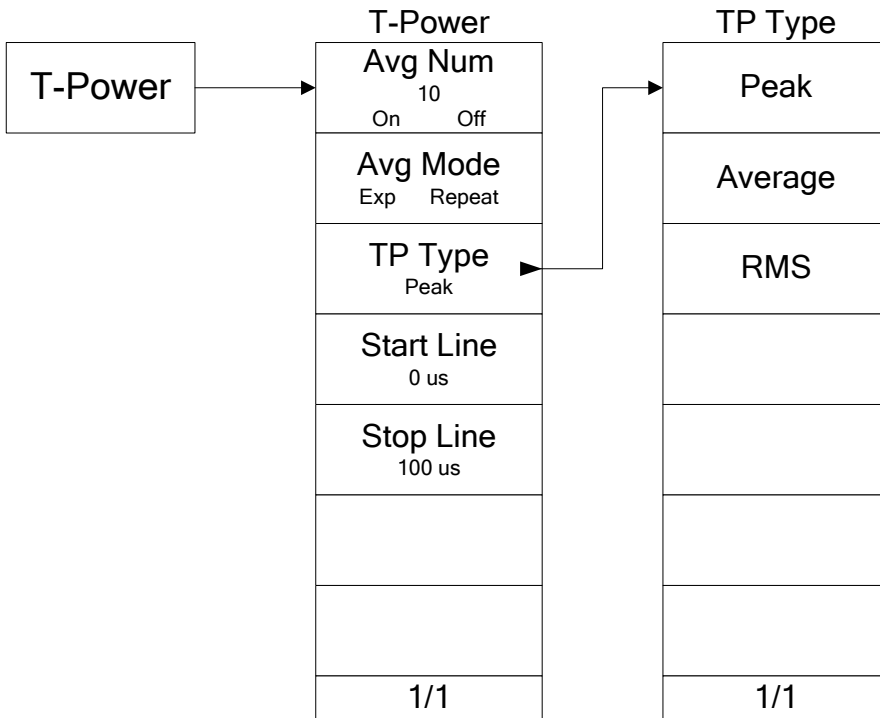 T-Power
T-Power
Avg Num
10
On Off
Avg Mode
Exp Repeat
TP Type
Peak
Start Line
0 us
Stop Line
100 us
1/1
TP Type
Peak
Average
RMS
1/1